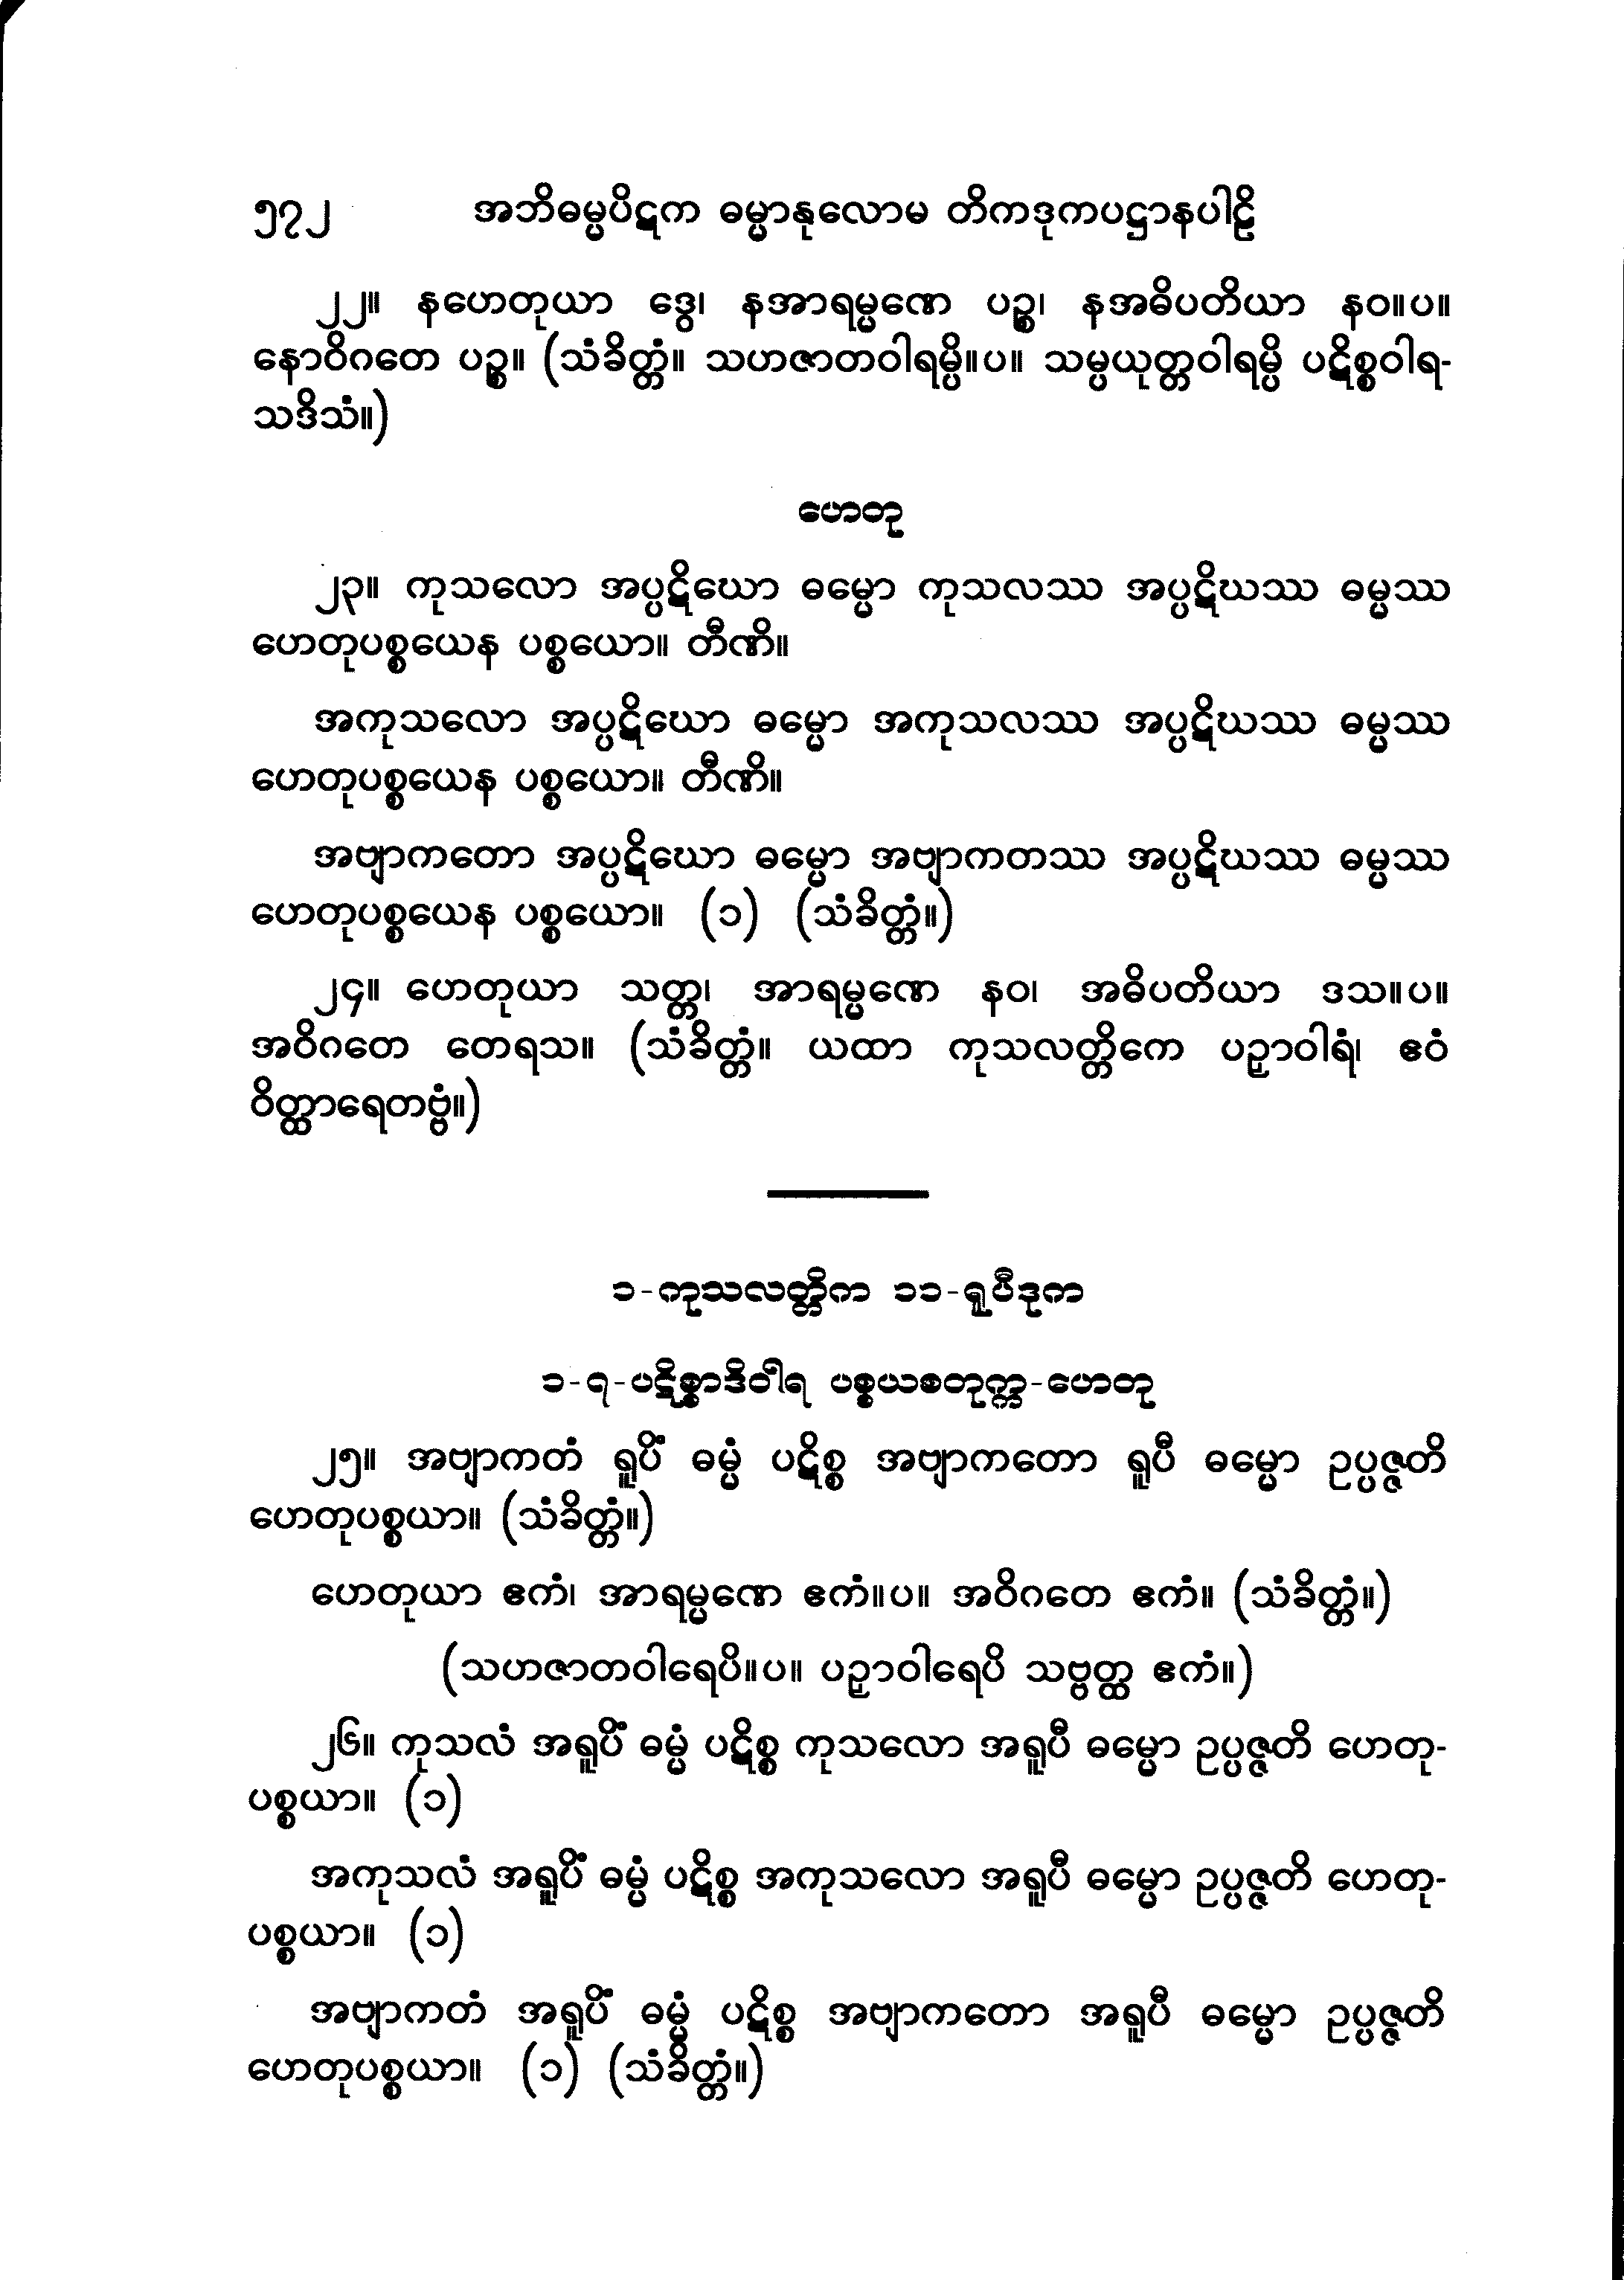 ၅၇၂ အဘိဓမ္မပိဋက ဓမ္မာနုလောမ တိကဒုကပဋ္ဌာနပါဠိ
၂၂။ နဟေတုယာ ဒွေ၊ နအာရမ္မဏေ ပဉ္စ၊ နအဓိပတိယာ နဝ။ပ။
နောဝိဂတေ ပဉ္စ။ (သံခိတ္တံ။ သဟဇာတဝါရမ္ပိ။ပ။ သမ္ပယုတ္တဝါရမ္ပိ ပဋိစ္စဝါရ-
သဒိသံ။)
ဟေတု
၂၃။ ကုသလော အပ္ပဋိဃော ဓမ္မော ကုသလဿ အပ္ပဋိဃဿ ဓမ္မဿ
ဟေတုပစ္စယေန ပစ္စယော။ တီဏိ။
အကုသလော အပ္ပဋိဃော ဓမ္မော အကုသလဿ အပ္ပဋိဃဿ ဓမ္မဿ
ဟေတုပစ္စယေန ပစ္စယော။ တီဏိ။
အဗျာကတော အပ္ပဋိဃော ဓမ္မော အဗျာကတဿ အပ္ပဋိဃဿ ဓမ္မဿ
ဟေတုပစ္စယေန ပစ္စယော။ (၁) (သံခိတ္တံ။)
၂၄။ ဟေတုယာ သတ္တ၊ အာရမ္မဏေ နဝ၊ အဓိပတိယာ ဒသ။ပ။
အဝိဂတေ တေရသ။ (သံခိတ္တံ။ ယထာ ကုသလတ္တိကေ ပဉှာဝါရံ၊ ဧဝံ
ဝိတ္ထာရေတဗ္ဗံ။)
၁-ကုသလတ္တိက ၁၁-ရူပီဒုက
၁-၇-ပဋိစ္စာဒိဝါရ ပစ္စယစတုက္က-ဟေတု
၂၅။ အဗျာကတံ ရူပိံ ဓမ္မံ ပဋိစ္စ အဗျာကတော ရူပီ ဓမ္မော ဥပ္ပဇ္ဇတိ
ဟေတုပစ္စယာ။ (သံခိတ္တံ။)
ဟေတုယာ ဧကံ၊ အာရမ္မဏေ ဧကံ။ပ။ အဝိဂတေ ဧကံ။ (သံခိတ္တံ။)
(သဟဇာတဝါရေပိ။ပ။ ပဉှာဝါရေပိ သဗ္ဗတ္ထ ဧကံ။)
၂၆။ ကုသလံ အရူပိံ ဓမ္မံ ပဋိစ္စ ကုသလော အရူပီ ဓမ္မော ဥပ္ပဇ္ဇတိ ဟေတု-
ပစ္စယာ။ (၁)
အကုသလံ အရူပိံ ဓမ္မံ ပဋိစ္စ အကုသလော အရူပီ ဓမ္မော ဥပ္ပဇ္ဇတိ ဟေတု-
ပစ္စယာ။ (၁)
အဗျာကတံ အရူပိံ ဓမ္မံ ပဋိစ္စ အဗျာကတော အရူပီ ဓမ္မော ဥပ္ပဇ္ဇတိ
ဟေတုပစ္စယာ။ (၁) (သံခိတ္တံ။)